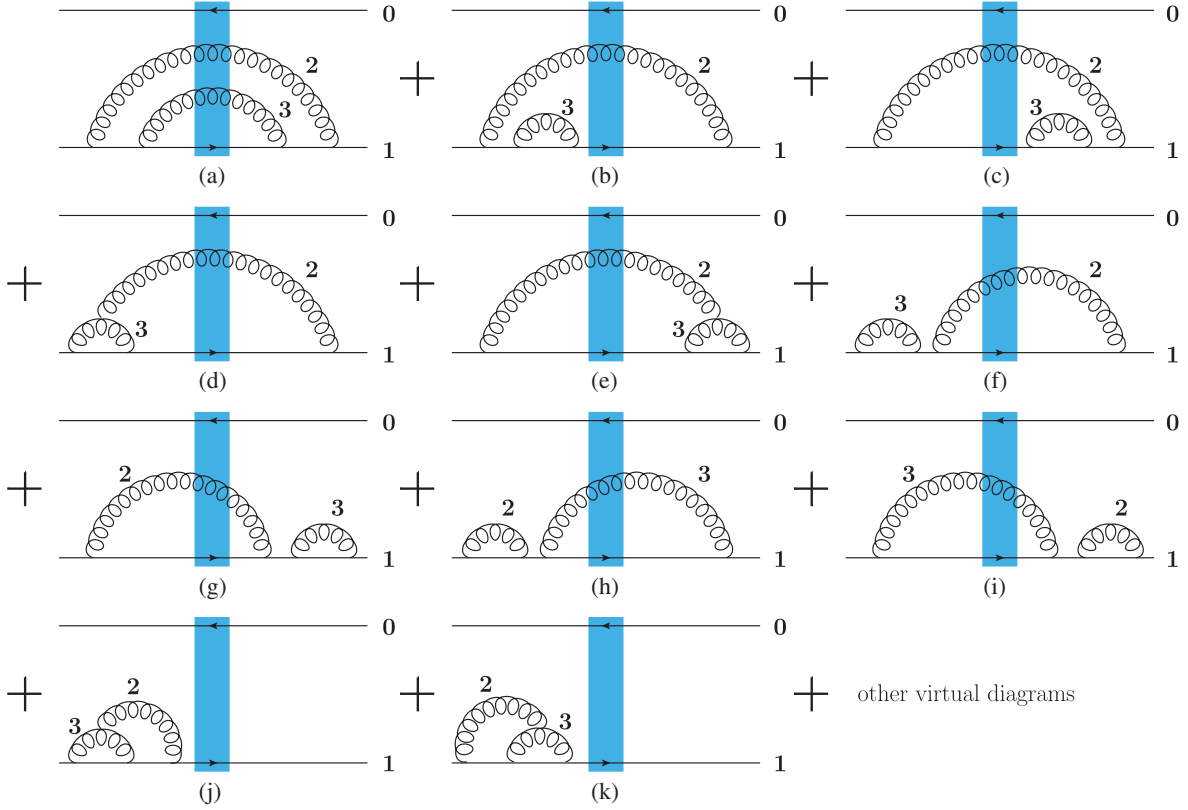 0 0 0
2 + 2 + 2
3 3 3
1 1 1
(a) (b) (c)
0 0 0
+ 2 + 2 + 2
3 3 3
1 1 1
(d) (e) (f)
0 0 0
+ 2 3 + 2 3 + 3 2
1 1 1
(g) (h) (i)
0 0
+ 3 2 + 2 3 + other virtual diagrams
1 1
(j) (k)